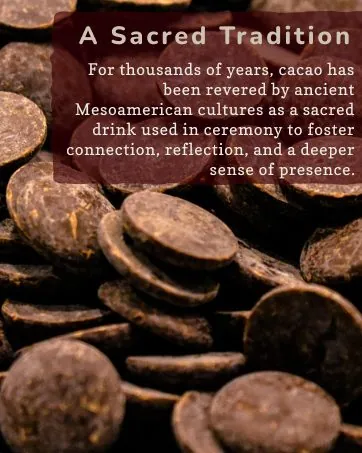 A Sacred Tradition
For thousands of years, cacao has
been revered by ancient
Mesoamerican cultures as a sacred
drink used in ceremony to foster
connection, reflection, and a deeper
sense of presence.